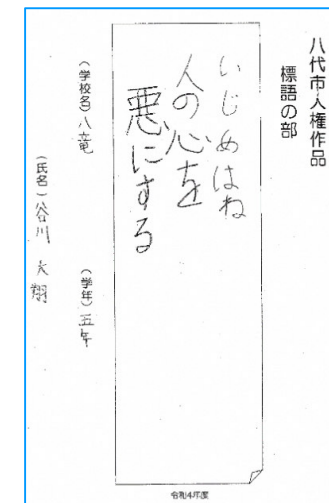 八代市人権作品
標語の部
いじめはね
人の心を
悪にする
(学校名)八竜
(学年)五年
(氏名)谷川 大翔
令和4年度